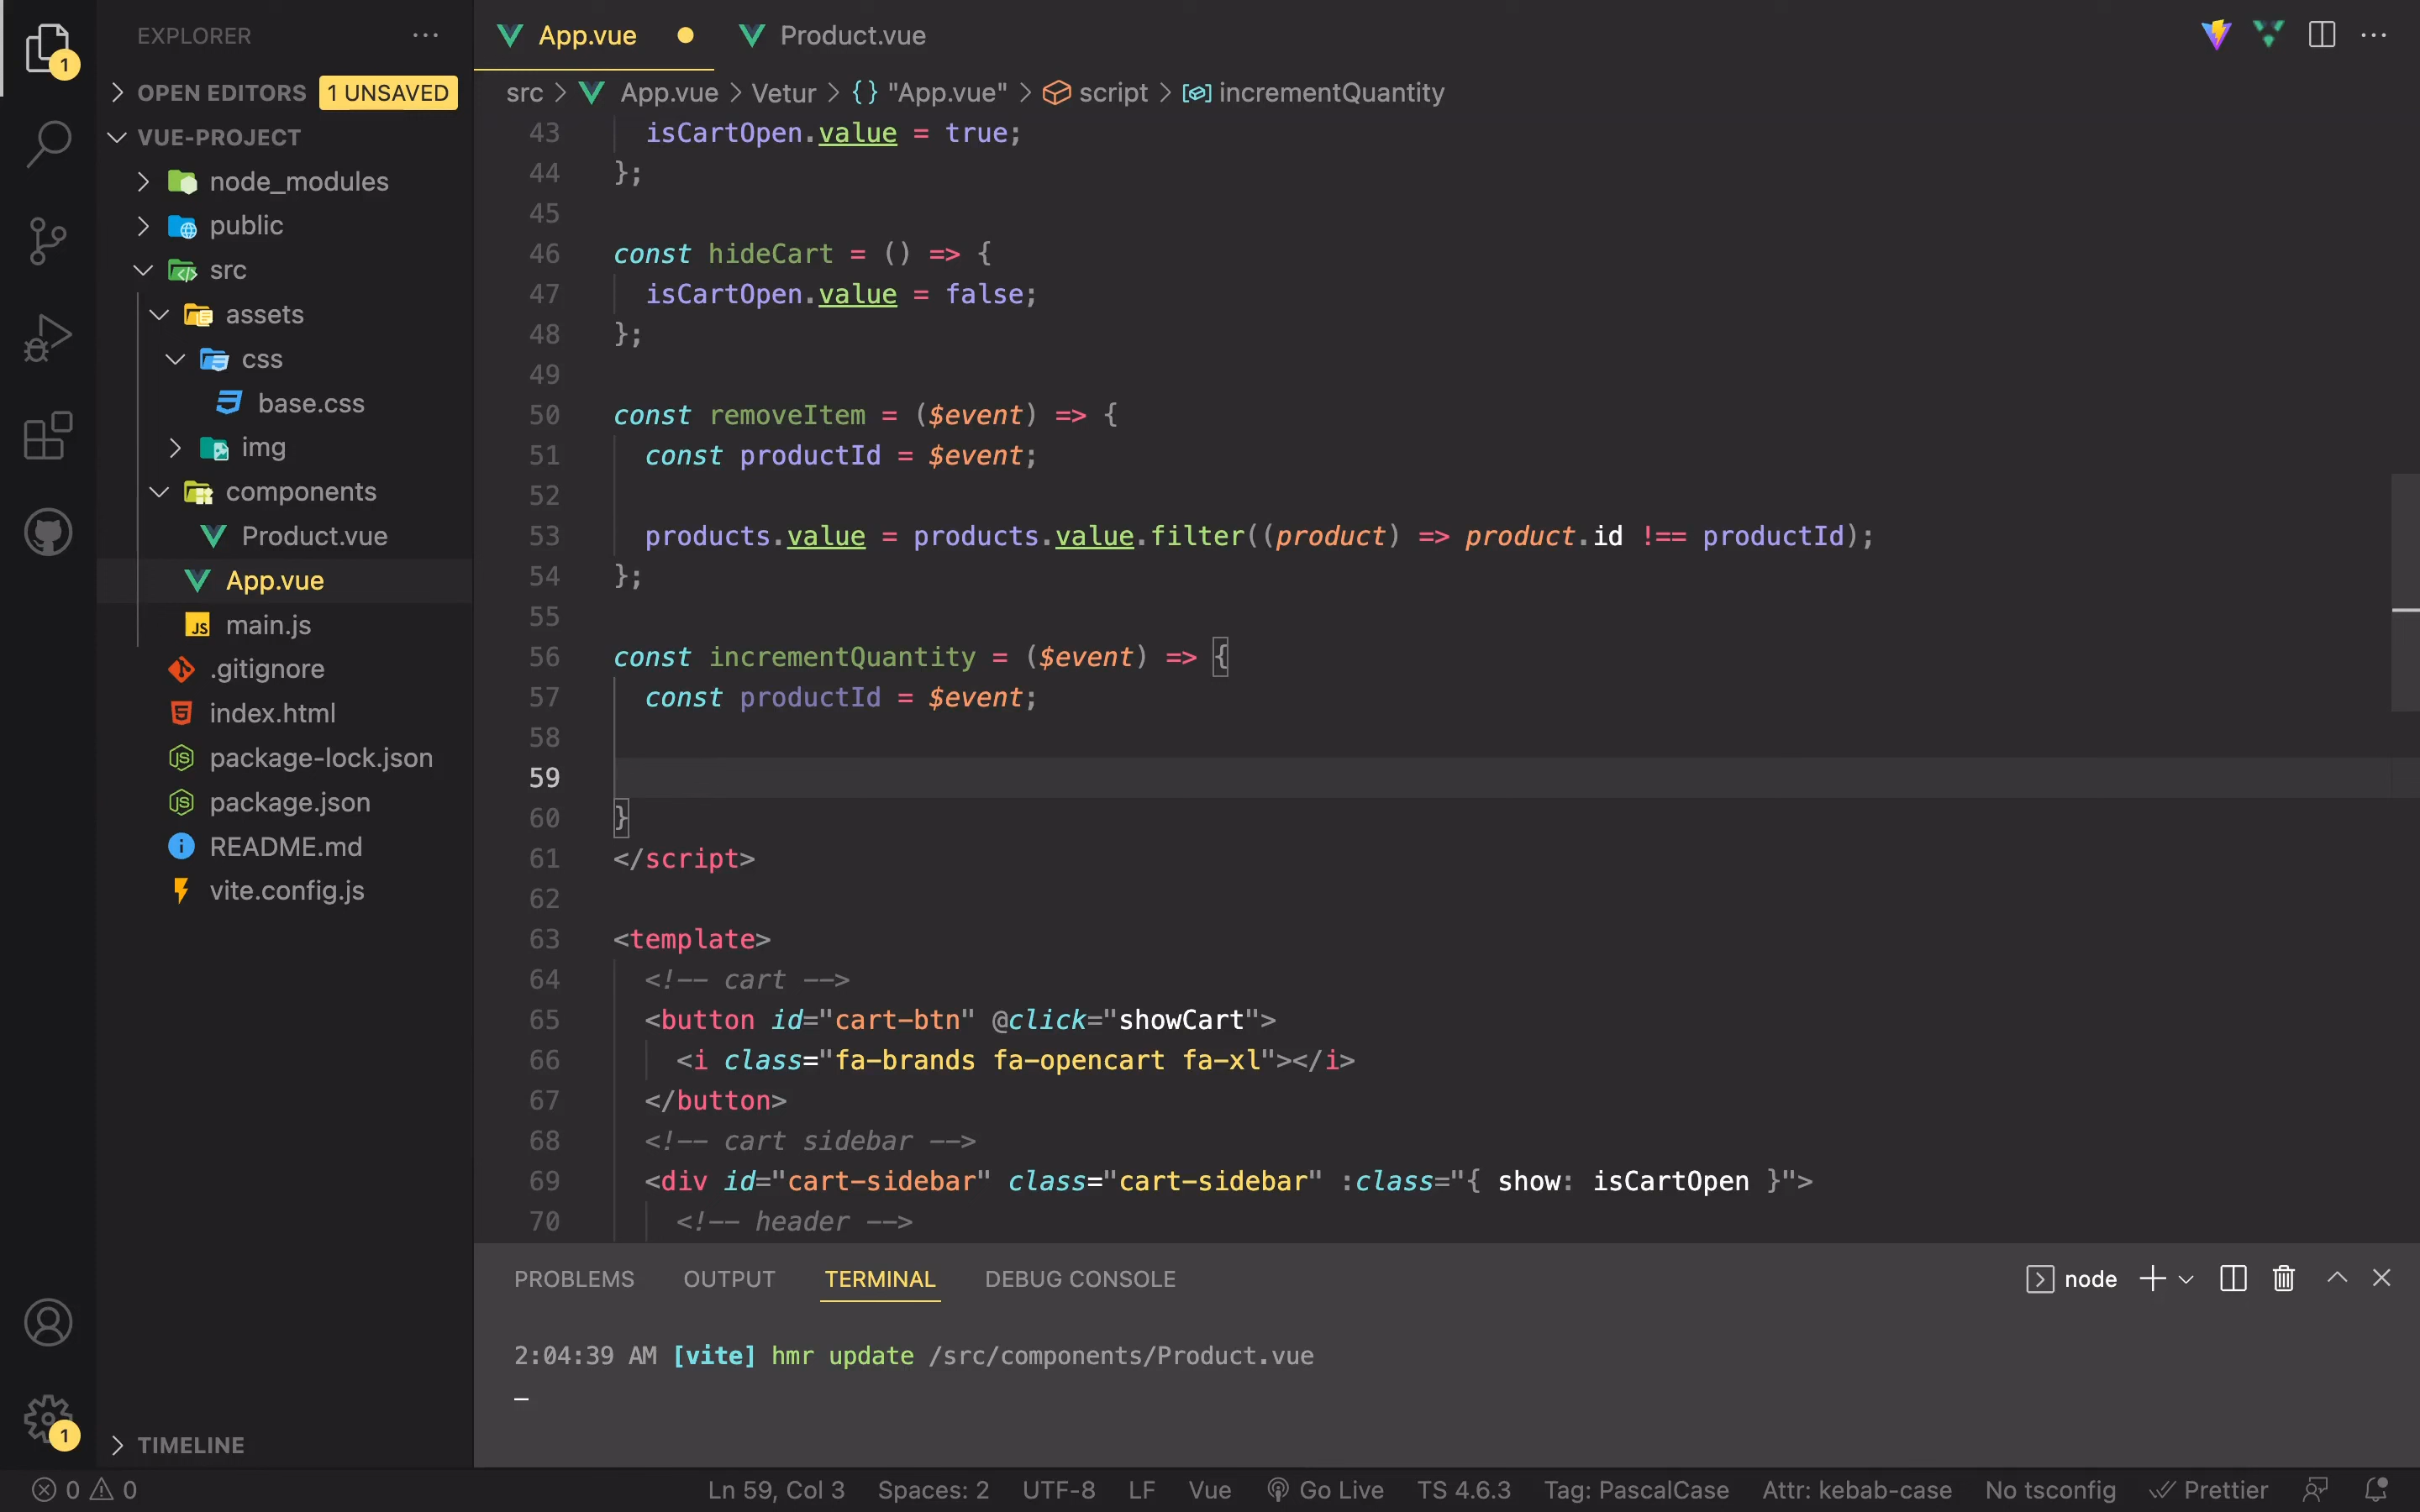 EXPLORER
App.vue
Product.vue
1
OPEN EDITORS 1 UNSAVED
src > App.vue > Vetur > {} "App.vue" > script > incrementQuantity
VUE-PROJECT
node_modules
public
src
assets
css
base.css
img
components
Product.vue
App.vue
JS main.js
.gitignore
index.html
package-lock.json
package.json
README.md
vite.config.js
TIMELINE
1
43 isCartOpen.value = true;
44 };
45
46 const hideCart = () => {
47 isCartOpen.value = false;
48 };
49
50 const removeItem = ($event) => {
51 const productId = $event;
52
53 products.value = products.value.filter((product) => product.id !== productId);
54 };
55
56 const incrementQuantity = ($event) => {
57 const productId = $event;
58
59
60 }
61 </script>
62
63 <template>
64 <!-- cart -->
65 <button id="cart-btn" @click="showCart">
66 <i class="fa-brands fa-opencart fa-xl"></i>
67 </button>
68 <!-- cart sidebar -->
69 <div id="cart-sidebar" class="cart-sidebar" :class="{ show: isCartOpen }">
70 <!-- header -->
PROBLEMS OUTPUT TERMINAL DEBUG CONSOLE
node
2:04:39 AM [vite] hmr update /src/components/Product.vue
0 0 Ln 59, Col 3 Spaces: 2 UTF-8 LF Vue Go Live TS 4.6.3 Tag: PascalCase Attr: kebab-case No tsconfig Prettier